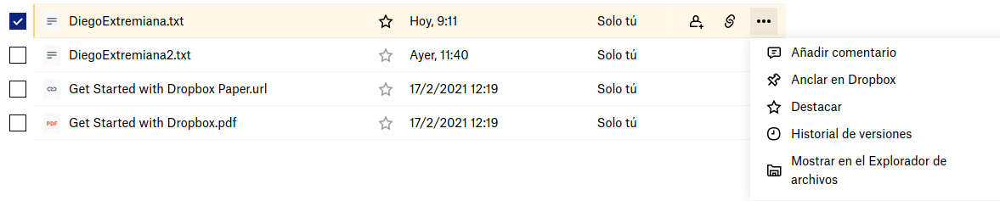 DiegoExtremiana.txt Hoy, 9:11 Solo tú
DiegoExtremiana2.txt Ayer, 11:40 Solo tú
Get Started with Dropbox Paper.url 17/2/2021 12:19 Solo tú
PDF Get Started with Dropbox.pdf 17/2/2021 12:19 Solo tú
Añadir comentario
Anclar en Dropbox
Destacar
Historial de versiones
Mostrar en el Explorador de
archivos